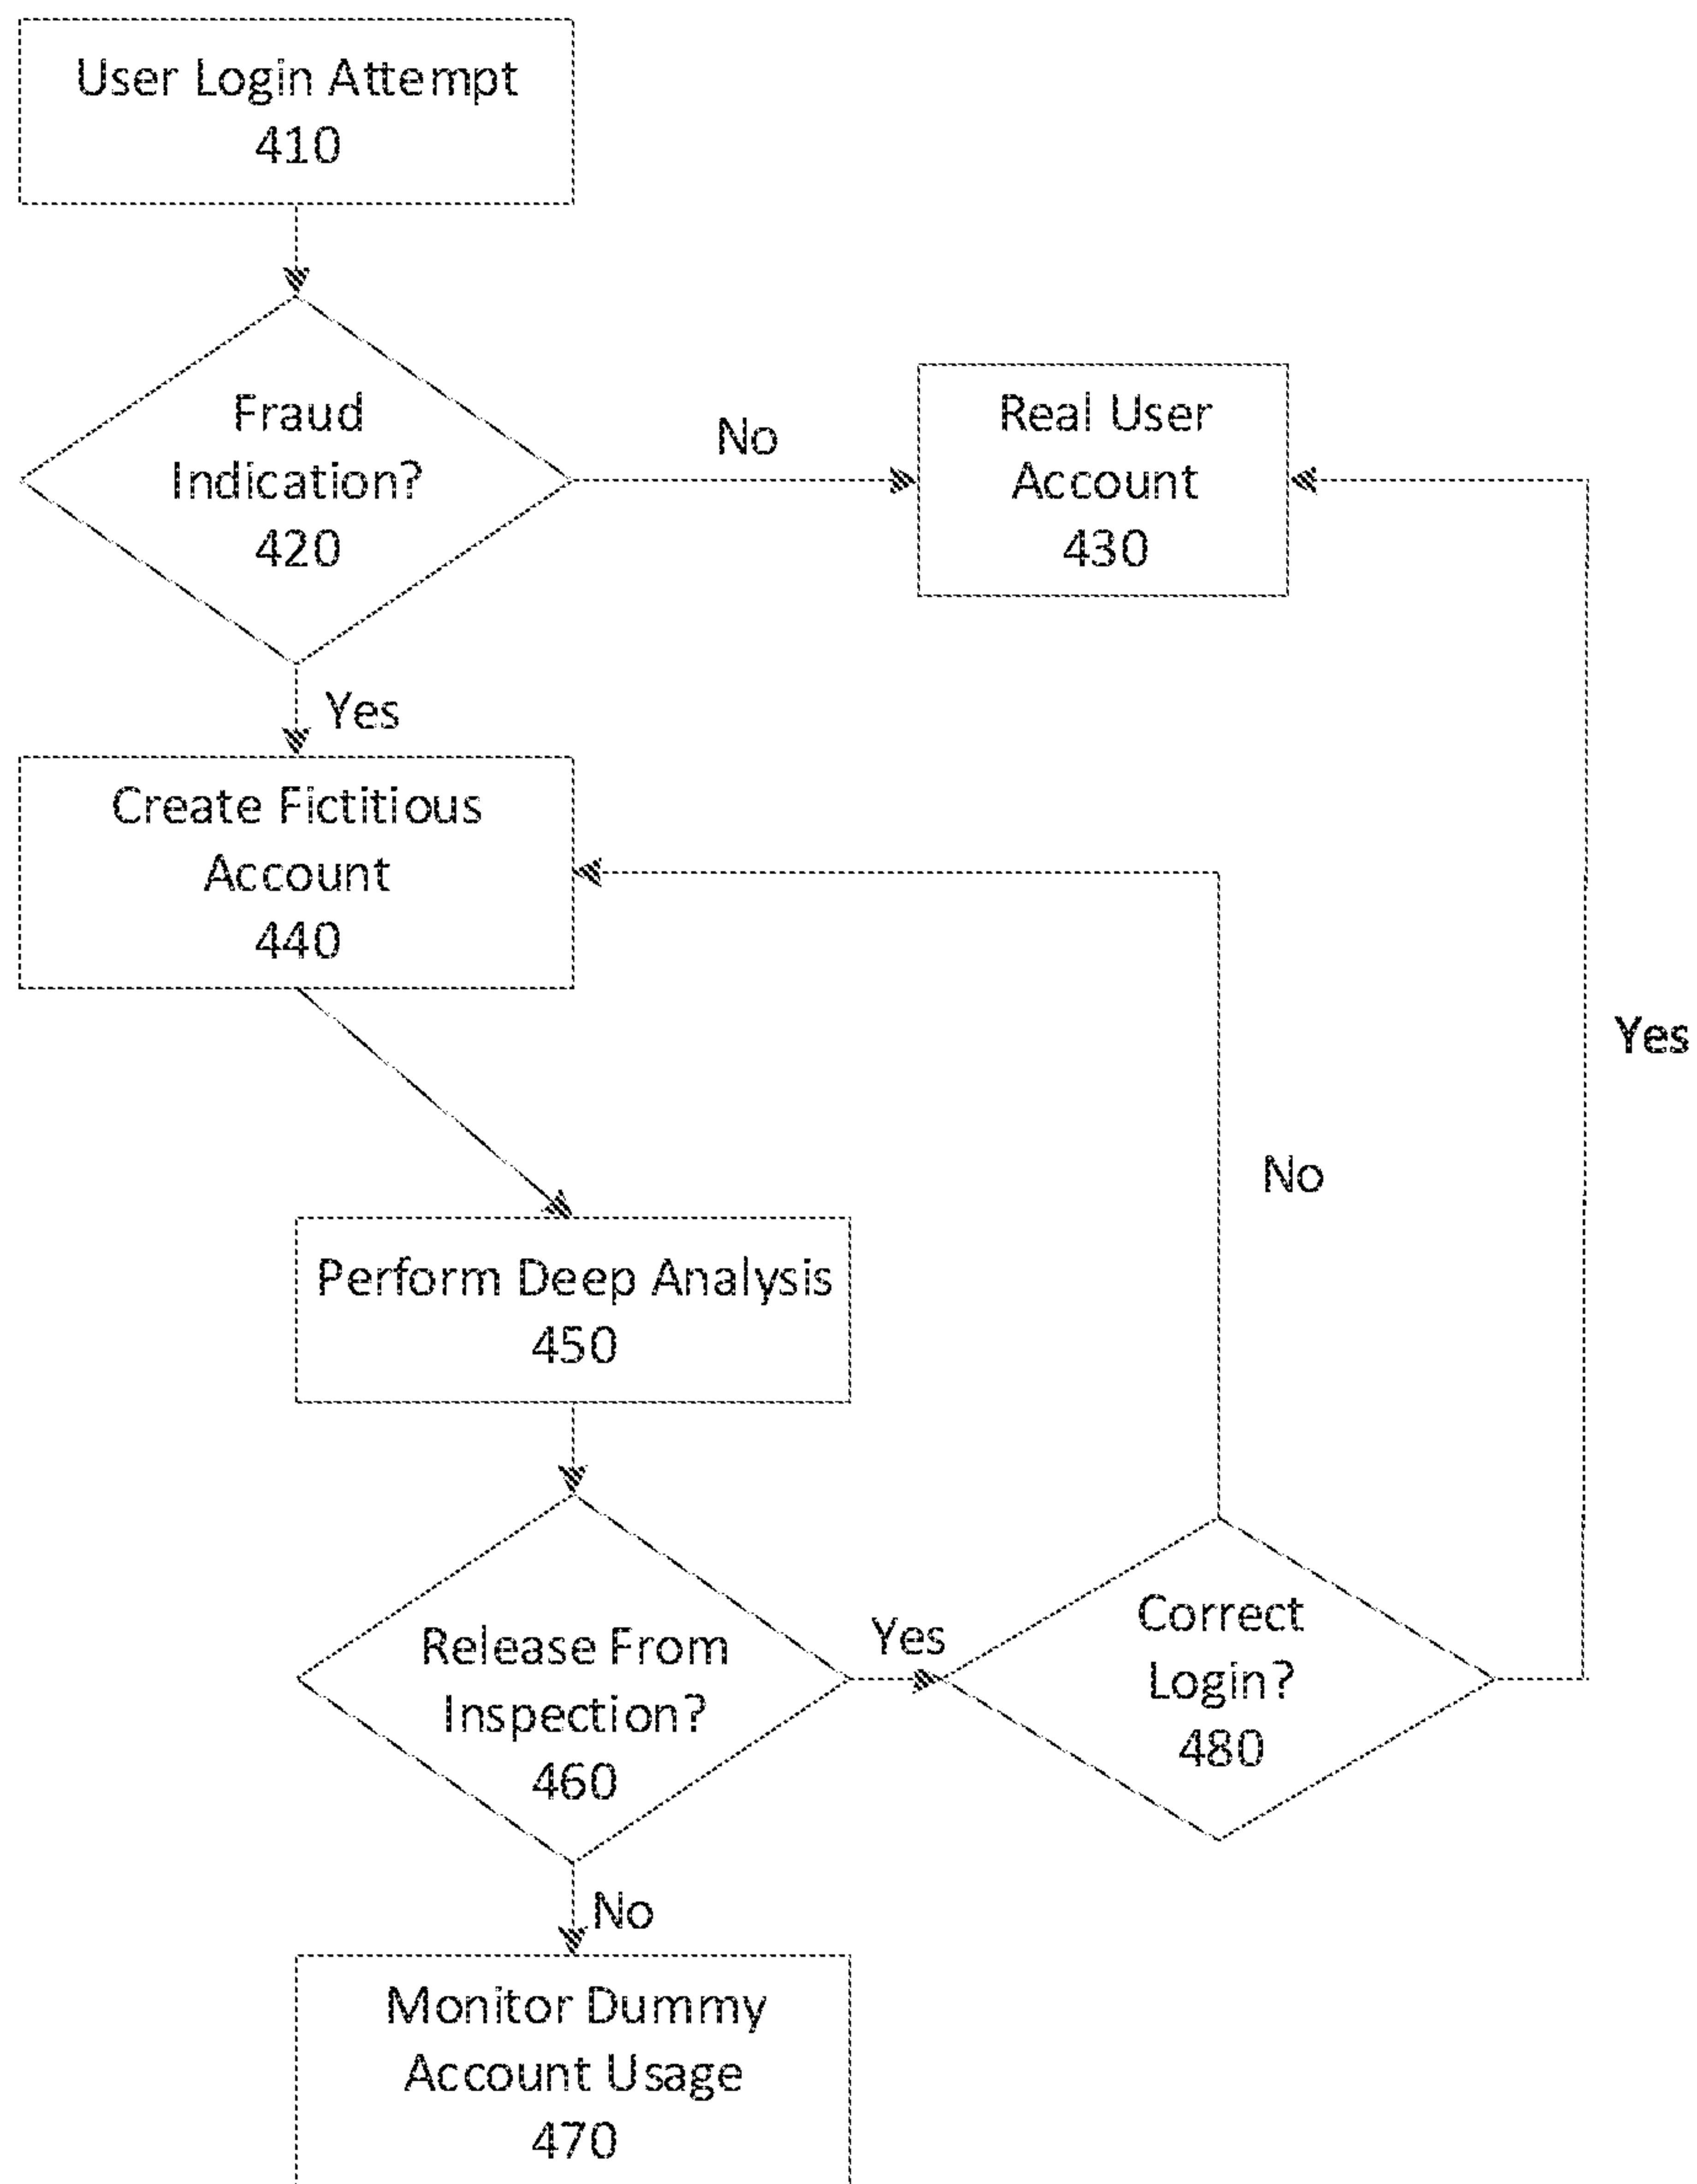 User Login Attempt
410
Fraud
Indication?
420
No
Real User
Account
430
Yes
Create Fictitious
Account
440
Yes
No
Perform Deep Analysis
450
Release From
Inspection?
460
Yes
Correct
Login?
480
No
Monitor Dummy
Account Usage
470